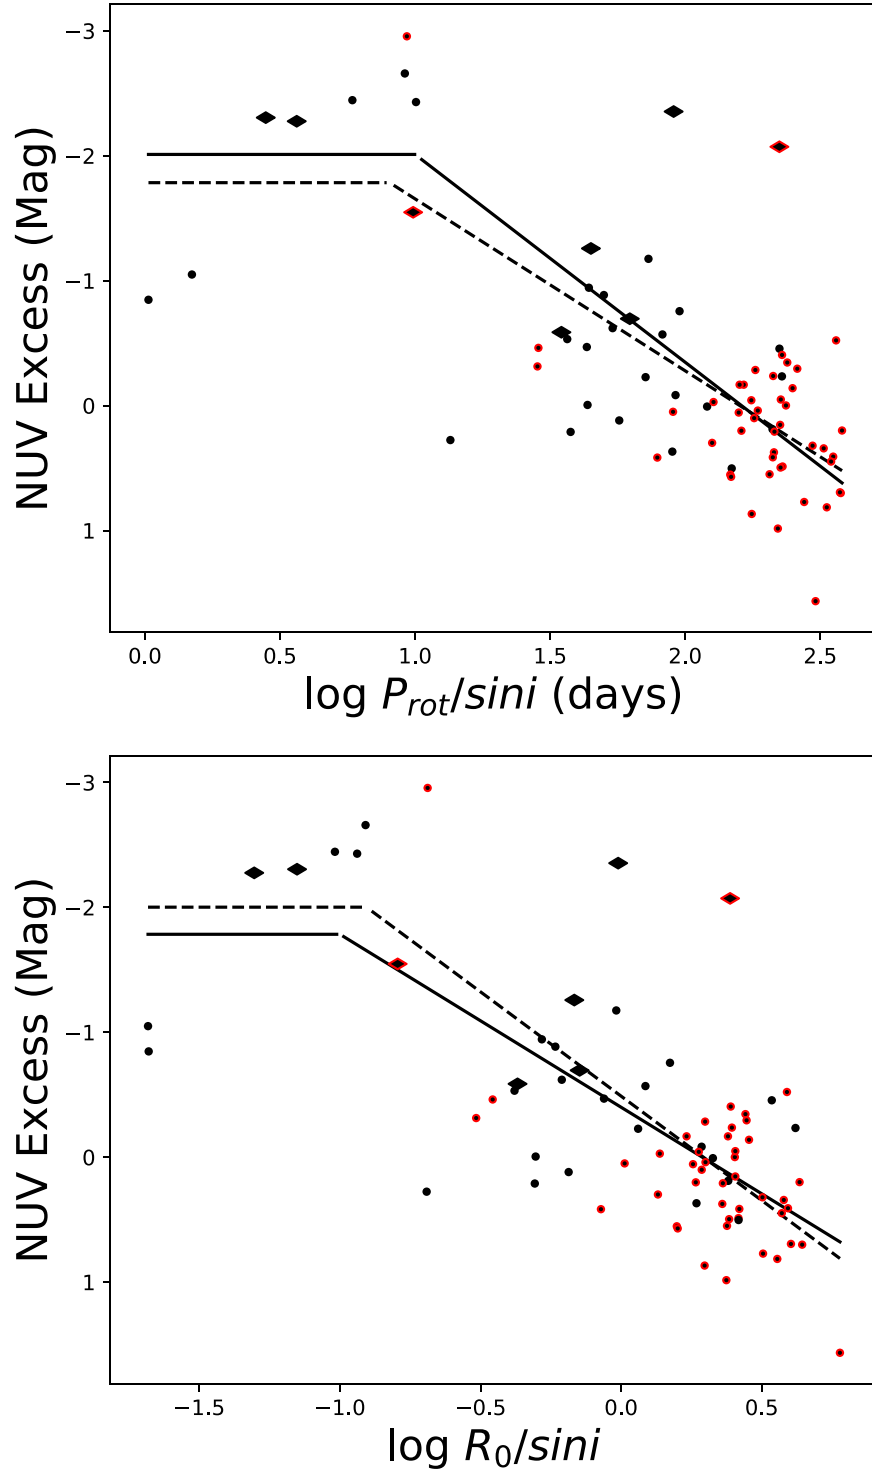 −3
−2
−1
0
1
NUV Excess (Mag)
0.0 0.5 1.0 1.5 2.0 2.5
log P_rot/sini (days)
−3
−2
−1
0
1
NUV Excess (Mag)
−1.5 −1.0 −0.5 0.0 0.5
log R_0/sini